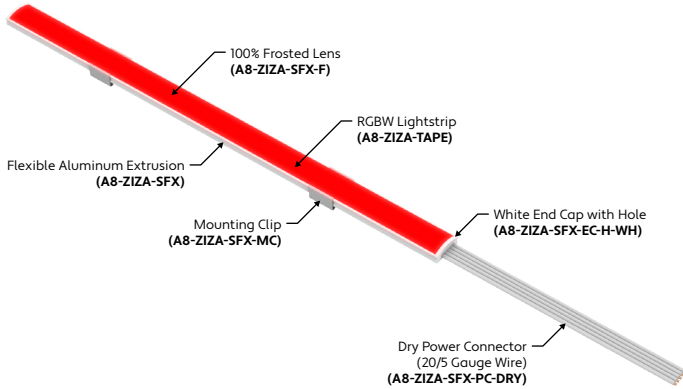 100% Frosted Lens
(A8-ZIZA-SFX-F)
RGBW Lightstrip
(A8-ZIZA-TAPE)
Flexible Aluminum Extrusion
(A8-ZIZA-SFX)
Mounting Clip
(A8-ZIZA-SFX-MC)
White End Cap with Hole
(A8-ZIZA-SFX-EC-H-WH)
Dry Power Connector
(20/5 Gauge Wire)
(A8-ZIZA-SFX-PC-DRY)